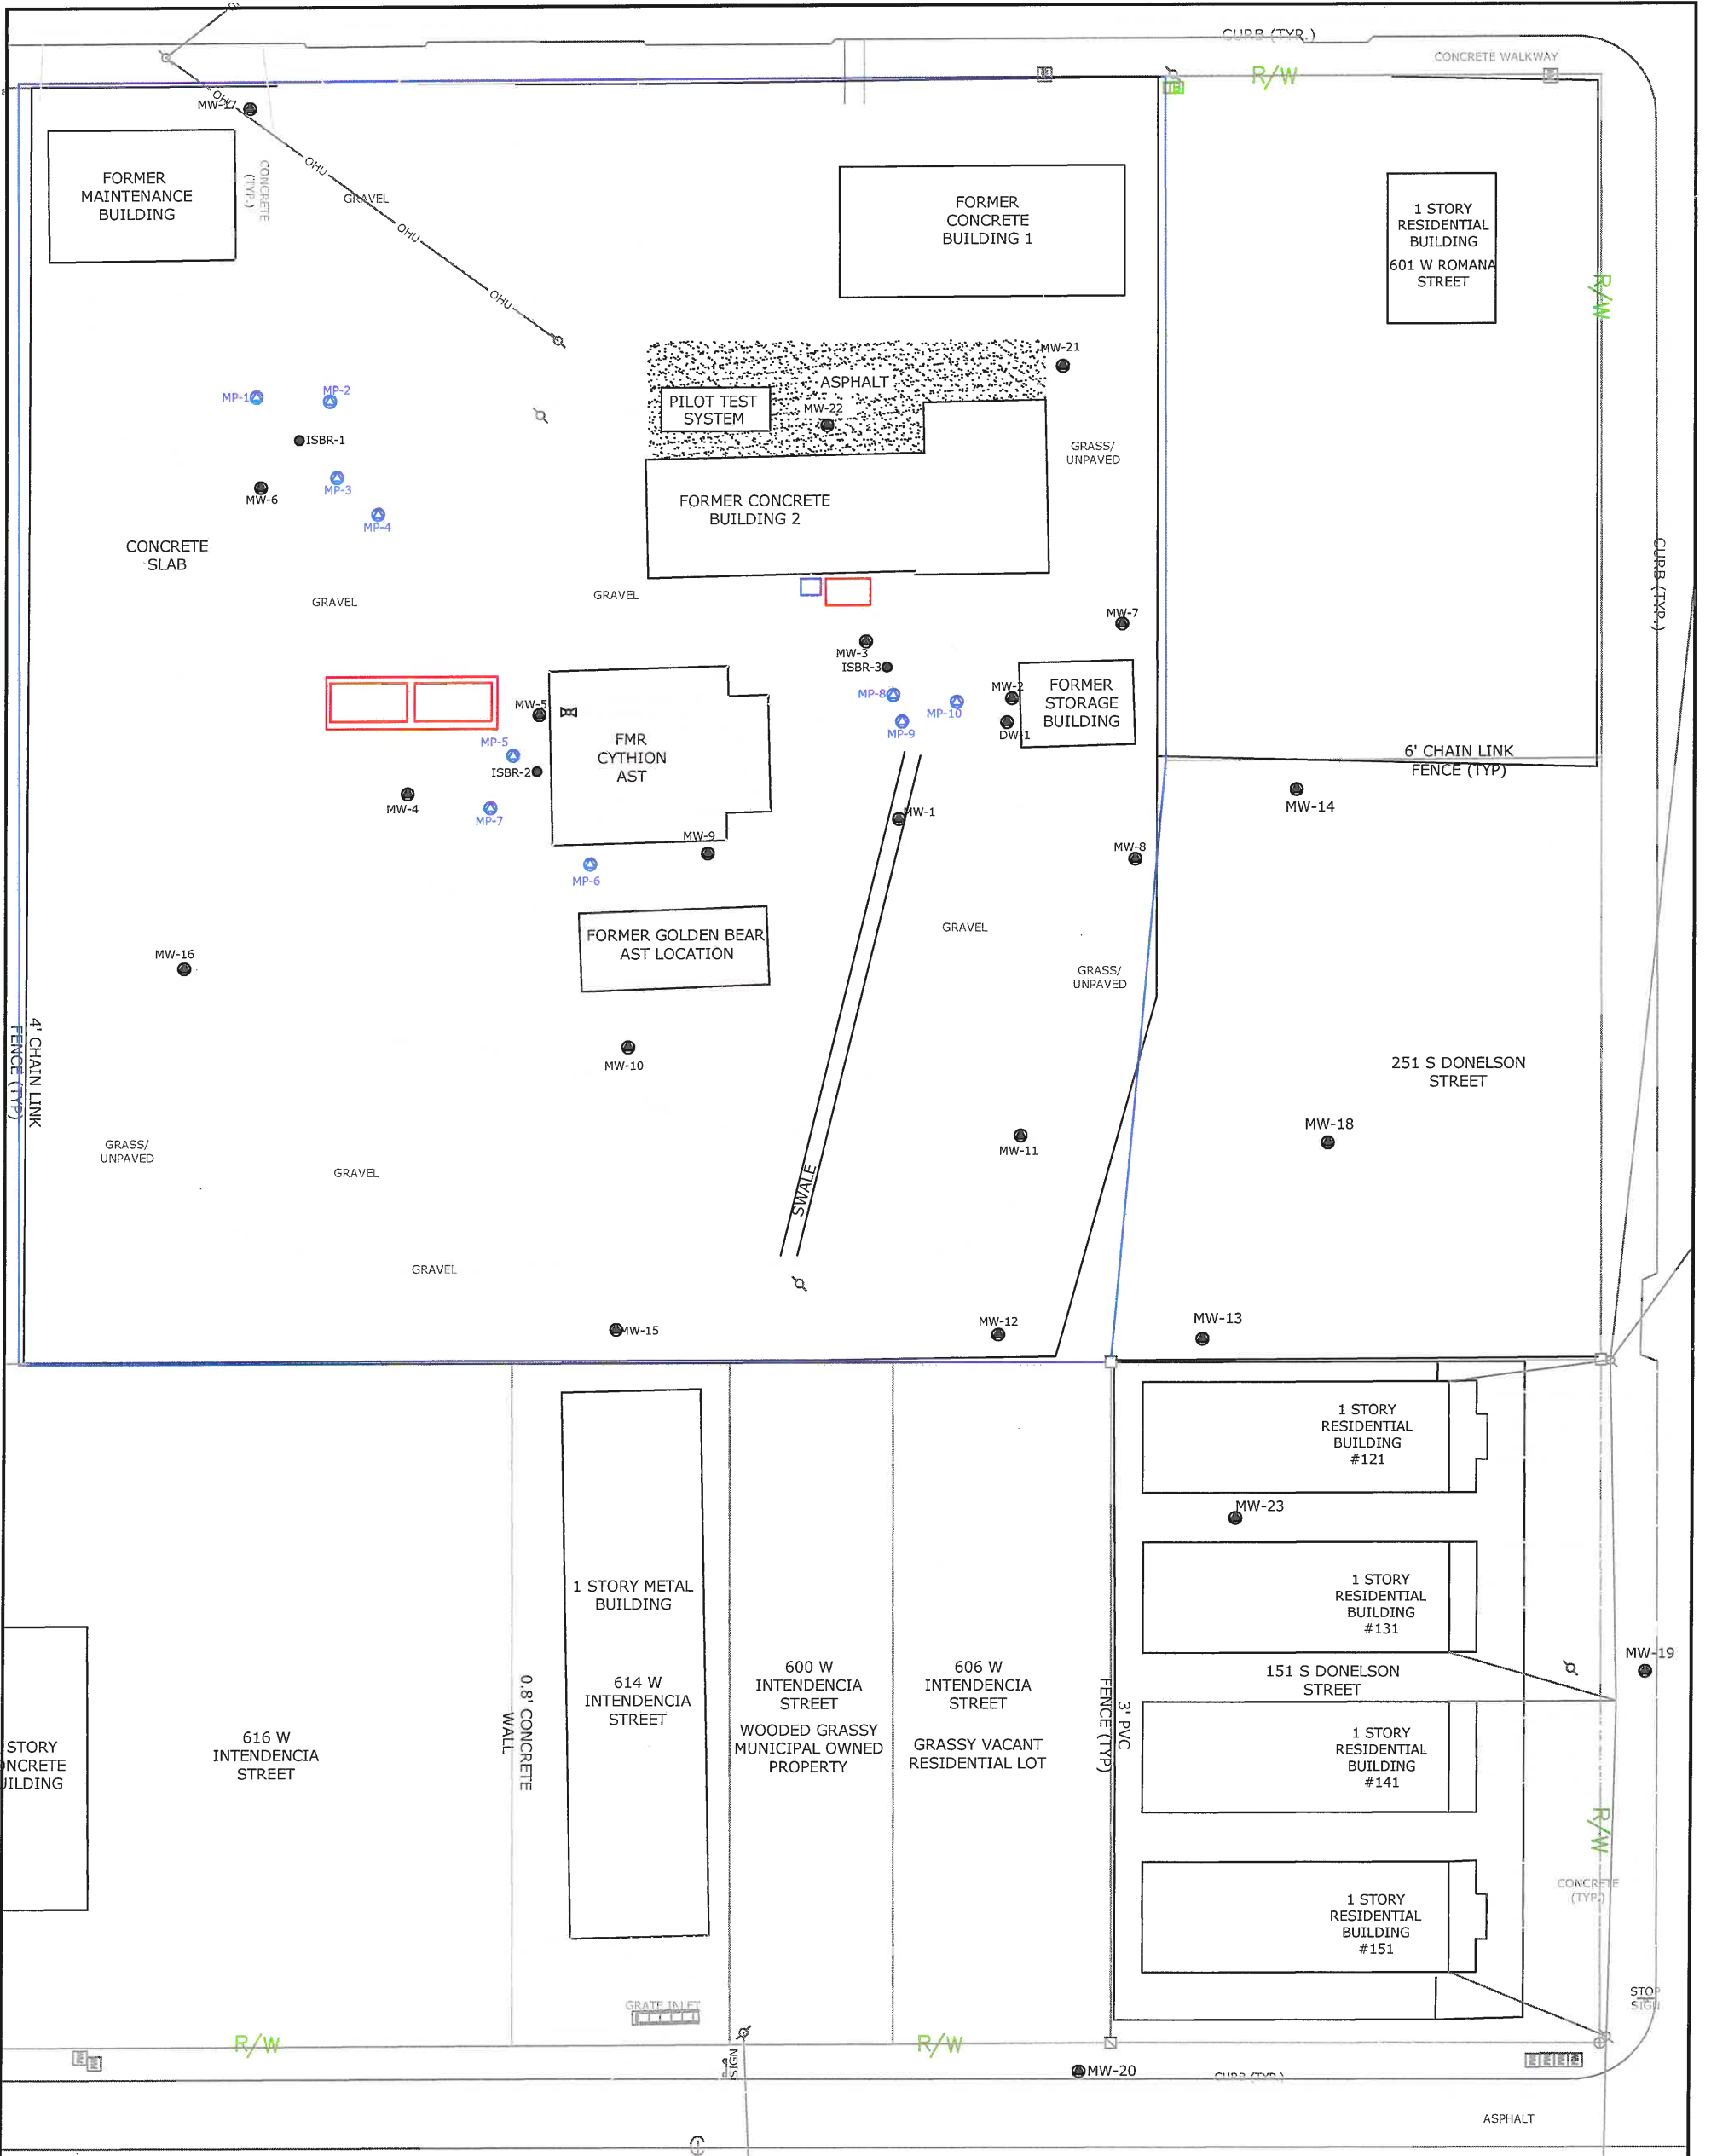 CURB (TYP.)
CONCRETE WALKWAY
R/W
OHU
MW-17
FORMER
MAINTENANCE
BUILDING
CONCRETE
(TYP.)
OHU
GRAVEL
OHU
OHU
FORMER
CONCRETE
BUILDING 1
1 STORY
RESIDENTIAL
BUILDING
601 W ROMANA
STREET
R/W
MW-21
ASPHALT
PILOT TEST
SYSTEM
MW-22
MP-1
MP-2
ISBR-1
MP-3
MW-6
MP-4
GRASS/
UNPAVED
FORMER CONCRETE
BUILDING 2
CONCRETE
SLAB
GRAVEL
GRAVEL
CURB (TYP.)
MW-7
MW-3
ISBR-3
MP-8
MP-10
MP-9
MW-2
DW-1
FORMER
STORAGE
BUILDING
MW-5
MP-5
ISBR-2
MW-4
MP-7
FMR
CYTHION
AST
6' CHAIN LINK
FENCE (TYP)
MW-14
MW-1
MW-9
MW-8
MP-6
FORMER GOLDEN BEAR
AST LOCATION
GRAVEL
MW-16
GRASS/
UNPAVED
4' CHAIN LINK
FENCE (TYP)
MW-10
251 S DONELSON
STREET
MW-18
MW-11
GRASS/
UNPAVED
GRAVEL
SWALE
GRAVEL
MW-15
MW-12
MW-13
1 STORY
RESIDENTIAL
BUILDING
#121
MW-23
1 STORY METAL
BUILDING
614 W
INTENDENCIA
STREET
1 STORY
RESIDENTIAL
BUILDING
#131
MW-19
600 W
INTENDENCIA
STREET
WOODED GRASSY
MUNICIPAL OWNED
PROPERTY
606 W
INTENDENCIA
STREET
GRASSY VACANT
RESIDENTIAL LOT
151 S DONELSON
STREET
0.8' CONCRETE
WALL
3' PVC
FENCE (TYP)
616 W
INTENDENCIA
STREET
STORY
ONCRETE
UILDING
1 STORY
RESIDENTIAL
BUILDING
#141
R/W
CONCRETE
(TYP.)
1 STORY
RESIDENTIAL
BUILDING
#151
STOP
SIGN
GRATE INLET
R/W
R/W
SIGN
MW-20
CURB (TYP.)
ASPHALT